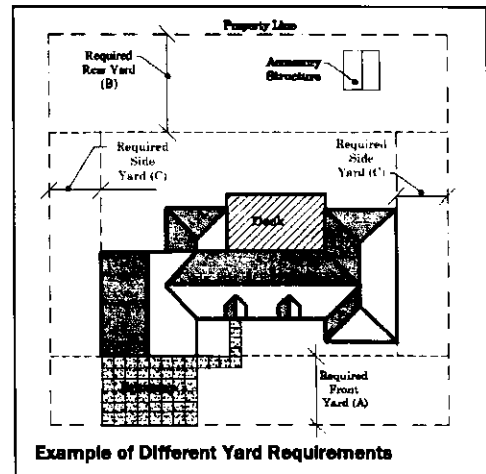 Property Line
Required
Rear Yard
(B)
Accessory
Structure
Required
Side
Yard (C)
Required
Side
Yard (C)
Deck
Required
Front
Yard (A)
Example of Different Yard Requirements